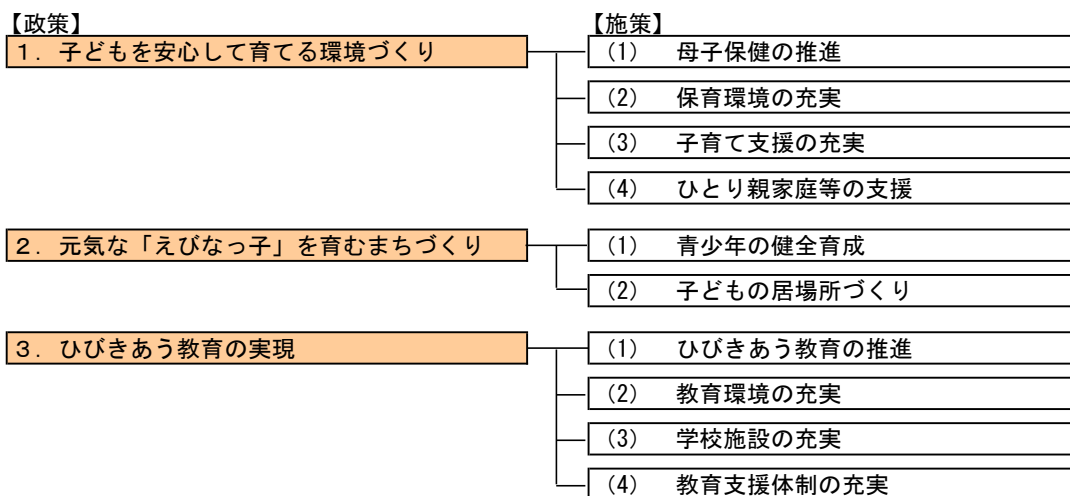 【政策】 【施策】
１．子どもを安心して育てる環境づくり (1) 母子保健の推進
(2) 保育環境の充実
(3) 子育て支援の充実
(4) ひとり親家庭等の支援
２．元気な「えびなっ子」を育むまちづくり (1) 青少年の健全育成
(2) 子どもの居場所づくり
３．ひびきあう教育の実現 (1) ひびきあう教育の推進
(2) 教育環境の充実
(3) 学校施設の充実
(4) 教育支援体制の充実